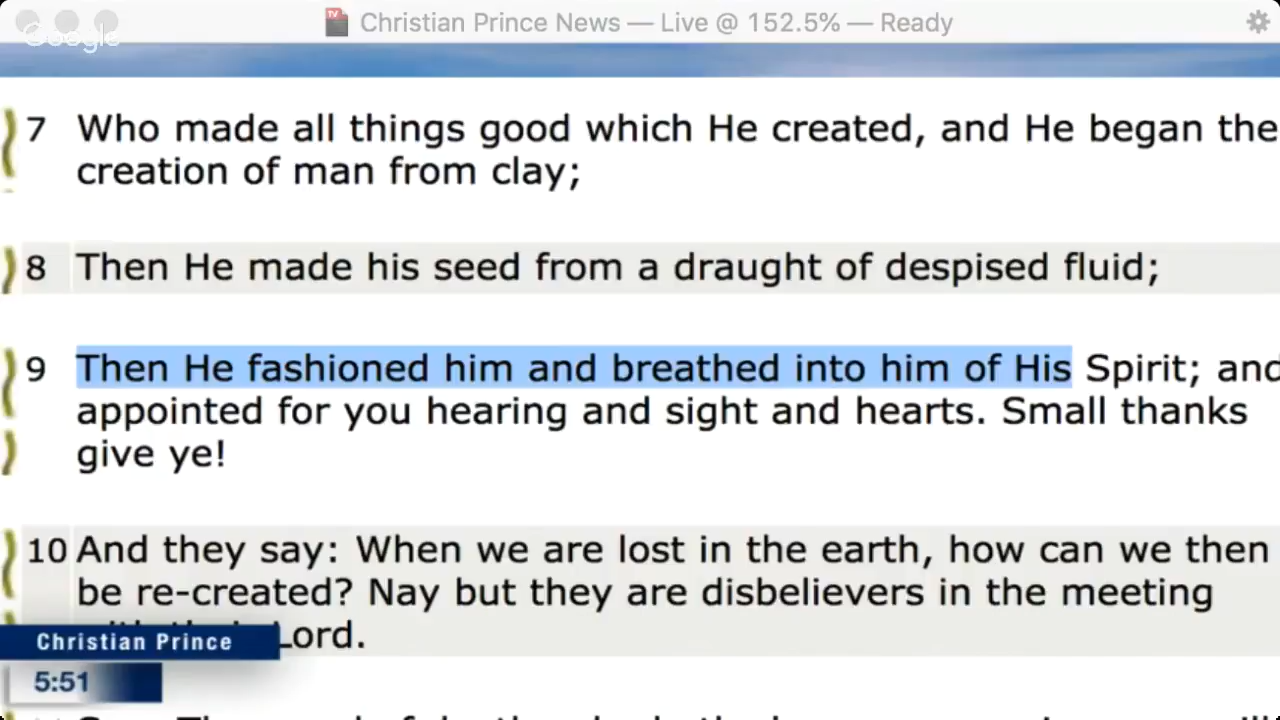 Christian Prince News — Live @ 152.5% — Ready
Google
7 Who made all things good which He created, and He began the
creation of man from clay;
8 Then He made his seed from a draught of despised fluid;
9 Then He fashioned him and breathed into him of His Spirit; and
appointed for you hearing and sight and hearts. Small thanks
give ye!
10 And they say: When we are lost in the earth, how can we then
be re-created? Nay but they are disbelievers in the meeting
Lord.
Christian Prince
5:51